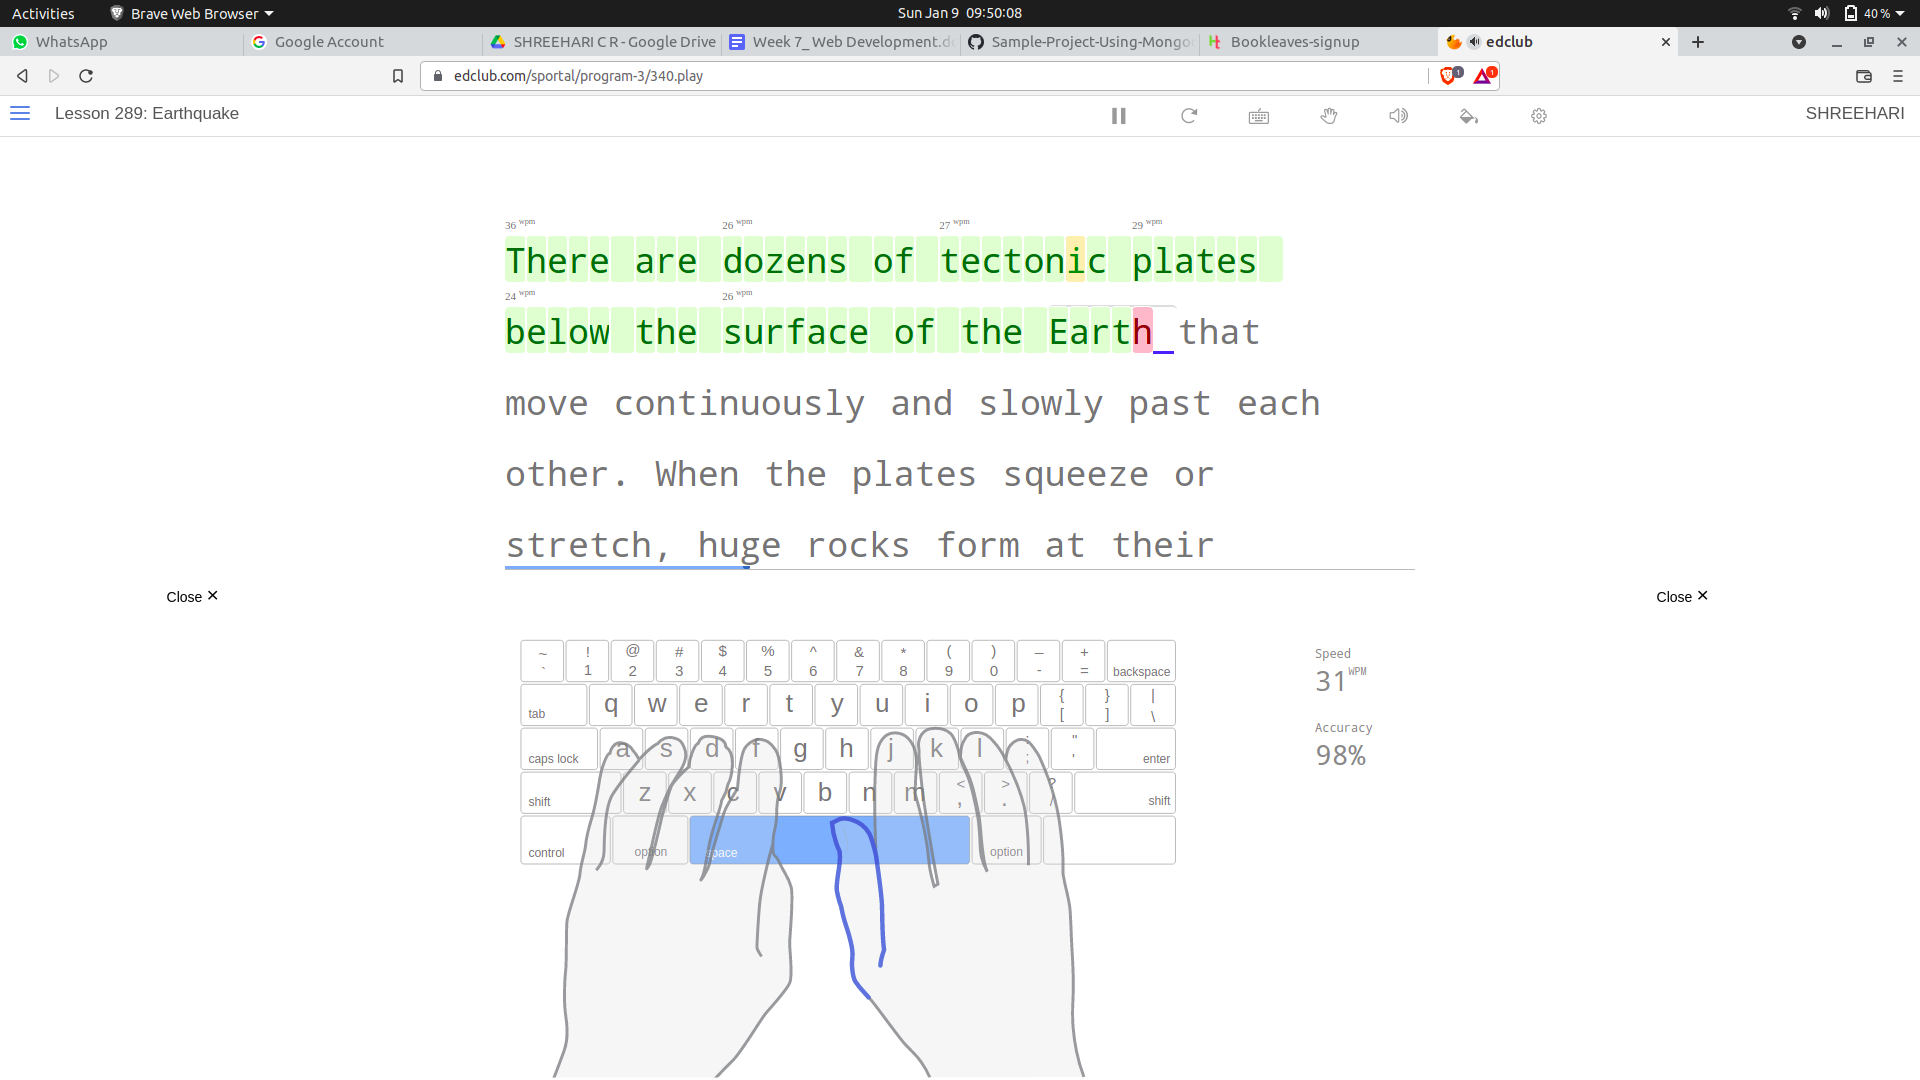 Activities Brave Web Browser Sun Jan 9 09:50:08 40 %
WhatsApp Google Account SHREEHARI C R - Google Drive Week 7_ Web Development.d Sample-Project-Using-Mongo Bookleaves-signup edclub
edclub.com/sportal/program-3/340.play 1 1
Lesson 289: Earthquake SHREEHARI
36 wpm 26 wpm 27 wpm 29 wpm
There are dozens of tectonic plates
24 wpm 26 wpm
below the surface of the Earth_ that
move continuously and slowly past each
other. When the plates squeeze or
stretch, huge rocks form at their
Close ✕ Close ✕
~ ! @ # $ % ^ & * ( ) — +
` 1 2 3 4 5 6 7 8 9 0 - = backspace
tab q w e r t y u i o p { [ } ] | \
caps lock a s d f g h j k l : ; " ' enter
shift z x c v b n m < , > . ? / shift
control option space option
Speed
31 WPM
Accuracy
98%